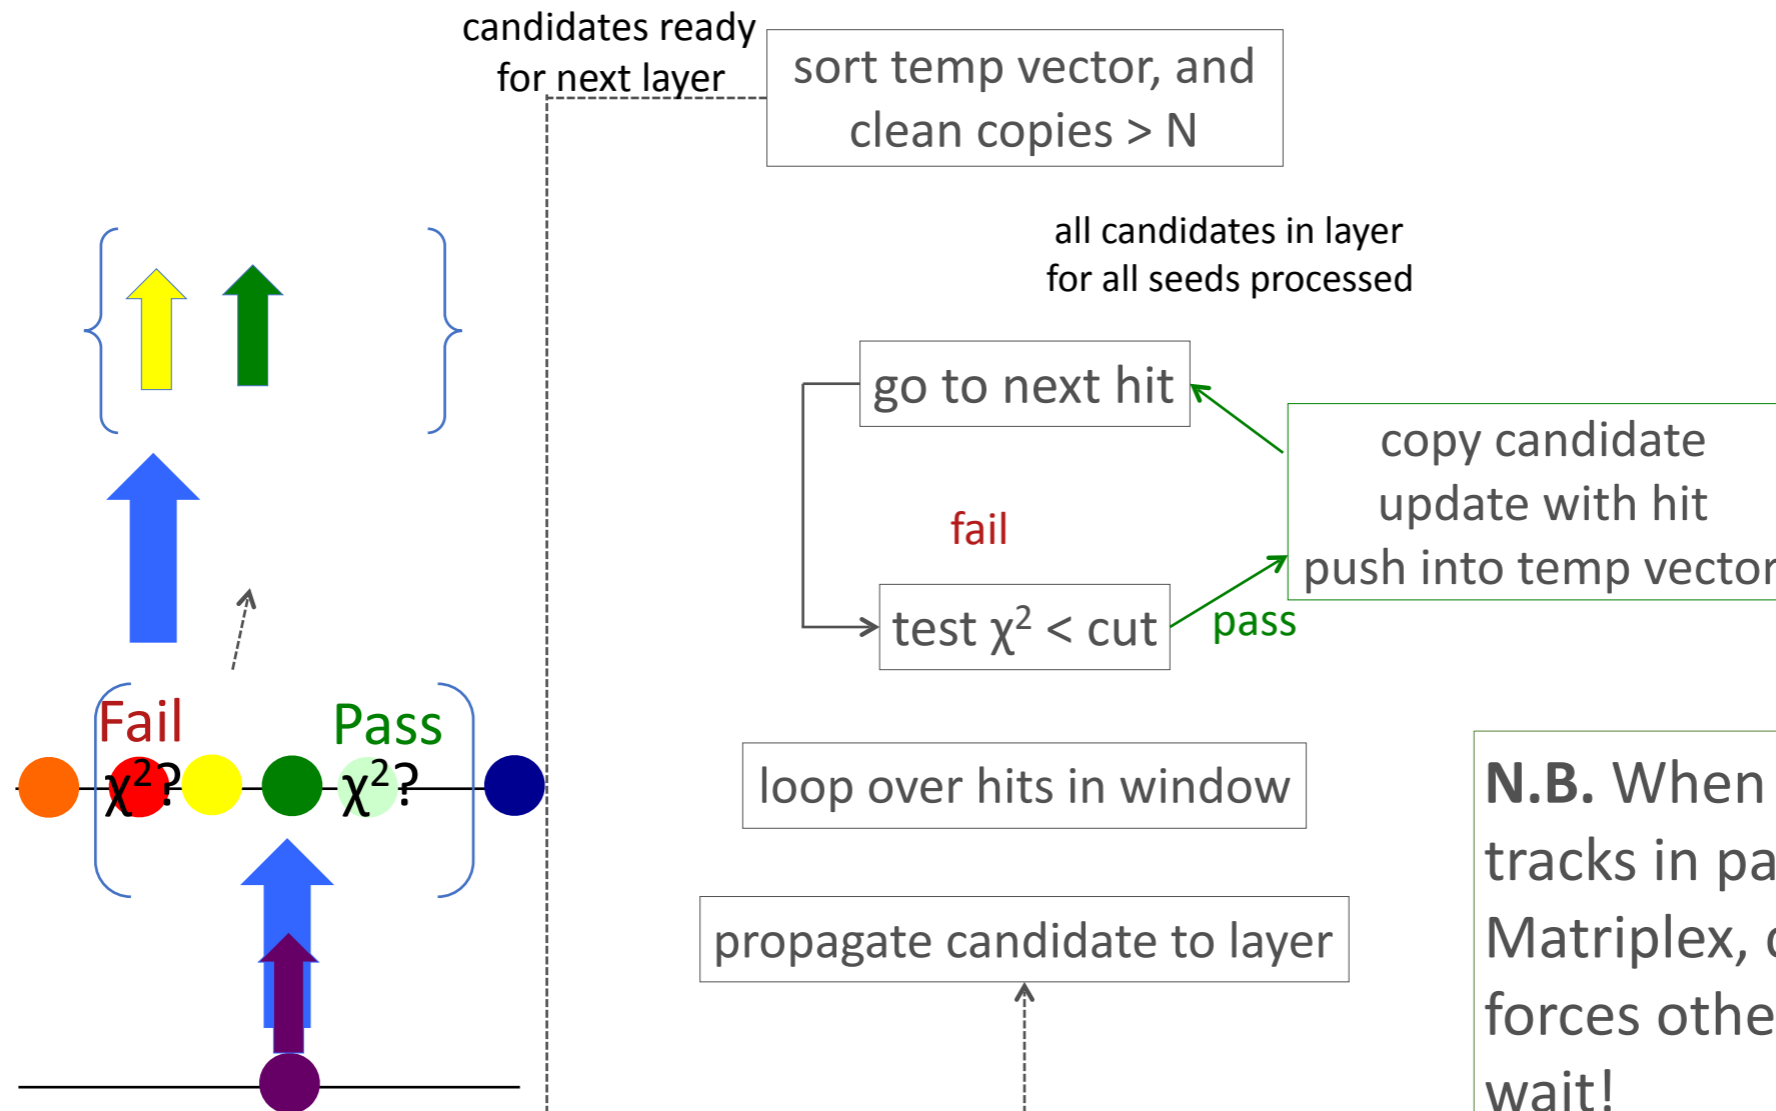 candidates ready
for next layer
sort temp vector, and
clean copies > N
all candidates in layer
for all seeds processed
go to next hit
copy candidate
update with hit
push into temp vector
fail
test χ² < cut
pass
Fail
Pass
χ²?
χ²?
loop over hits in window
propagate candidate to layer
N.B. When
tracks in pa
Matriplex,
forces othe
wait!